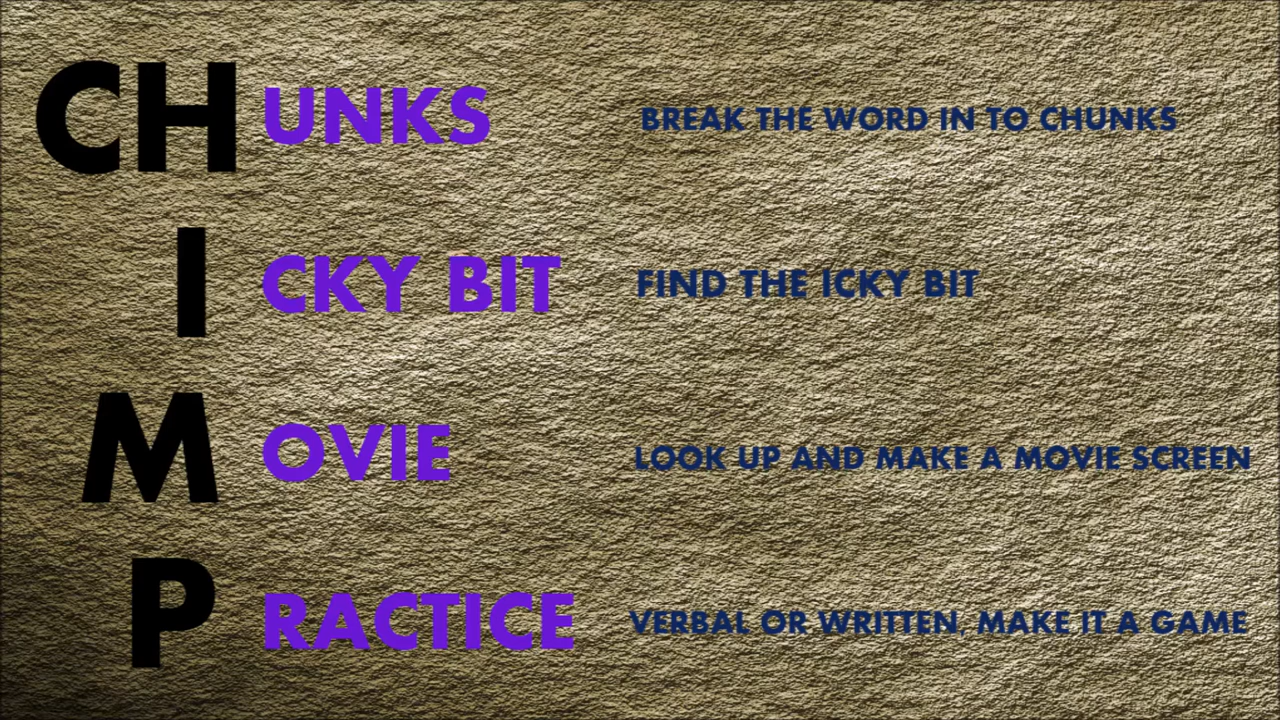 CHUNKS BREAK THE WORD IN TO CHUNKS
ICKY BIT FIND THE ICKY BIT
MOVIE LOOK UP AND MAKE A MOVIE SCREEN
PRACTICE VERBAL OR WRITTEN, MAKE IT A GAME